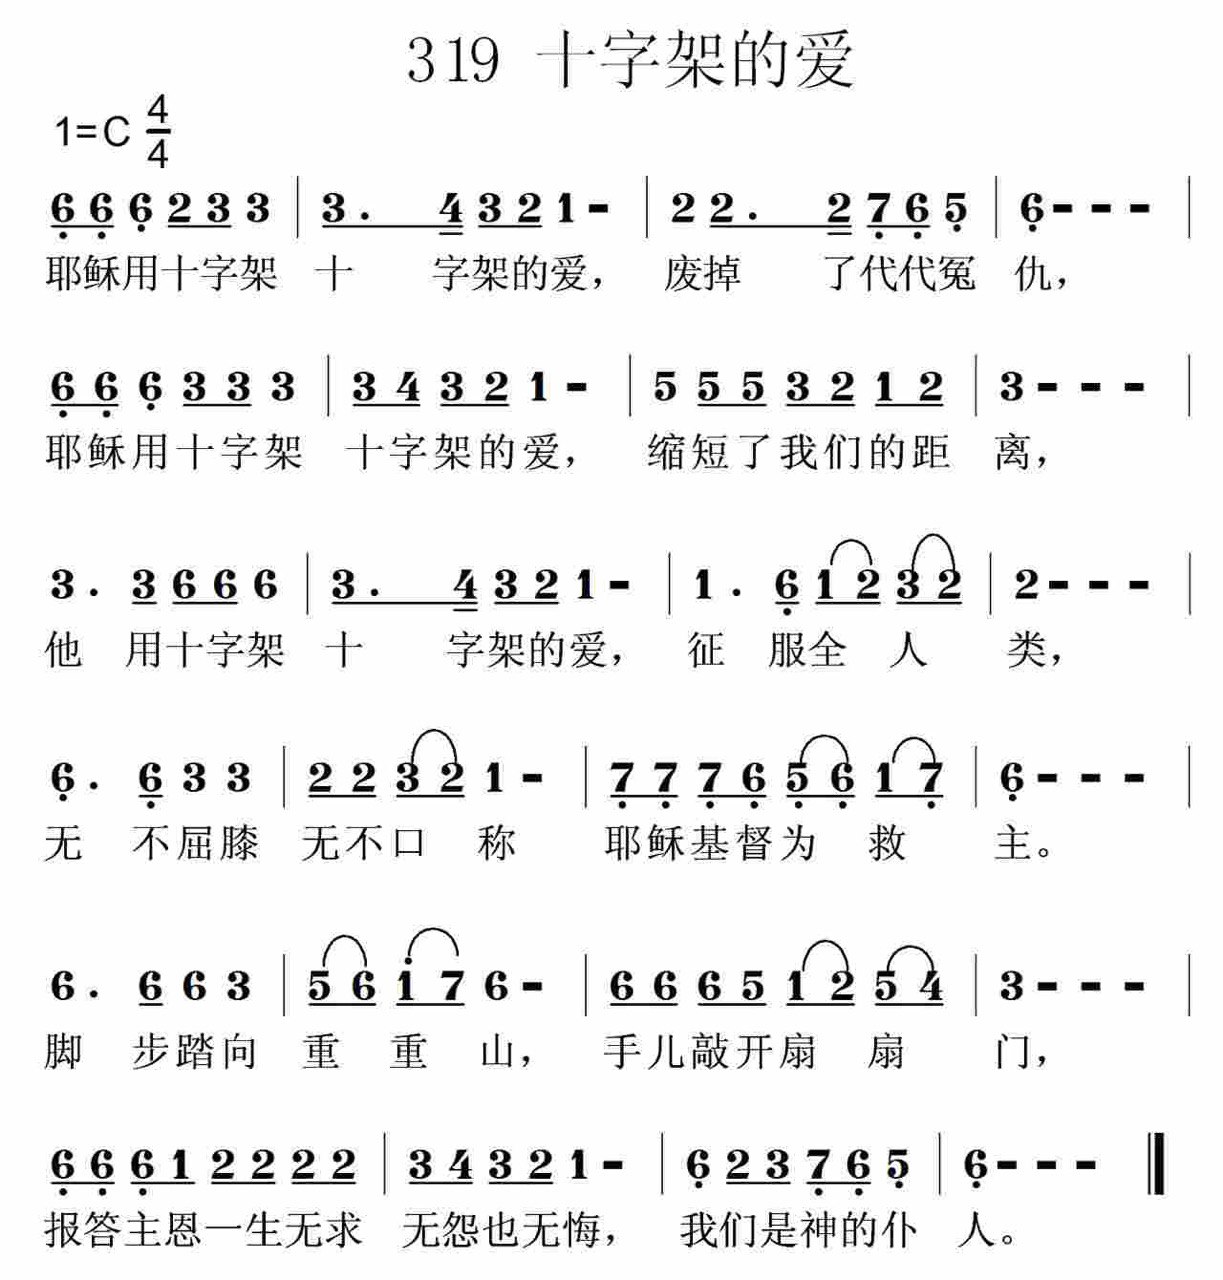 319 十字架的爱
1=C 4/4
6 6 6 2 3 3 | 3. 4 3 2 1 - | 2 2. 2 7 6 5 | 6 - - - |
耶稣用十字架 十 字架的爱， 废掉 了代代冤 仇，
6 6 6 3 3 3 | 3 4 3 2 1 - | 5 5 5 3 2 1 2 | 3 - - - |
耶稣用十字架 十字架的爱， 缩短了我们的距 离，
3. 3 6 6 6 | 3. 4 3 2 1 - | 1. 6 1 2 3 2 | 2 - - - |
他 用十字架 十 字架的爱， 征 服全 人 类，
6. 6 3 3 | 2 2 3 2 1 - | 7 7 7 6 5 6 1 7 | 6 - - - |
无 不屈膝 无不口 称 耶稣基督为 救 主。
6. 6 6 3 | 5 6 1 7 6 - | 6 6 6 5 1 2 5 4 | 3 - - - |
脚 步踏向 重 重 山， 手儿敲开扇 扇 门，
6 6 6 1 2 2 2 2 | 3 4 3 2 1 - | 6 2 3 7 6 5 | 6 - - - ‖
报答主恩一生无求 无怨也无悔， 我们是神的仆 人。